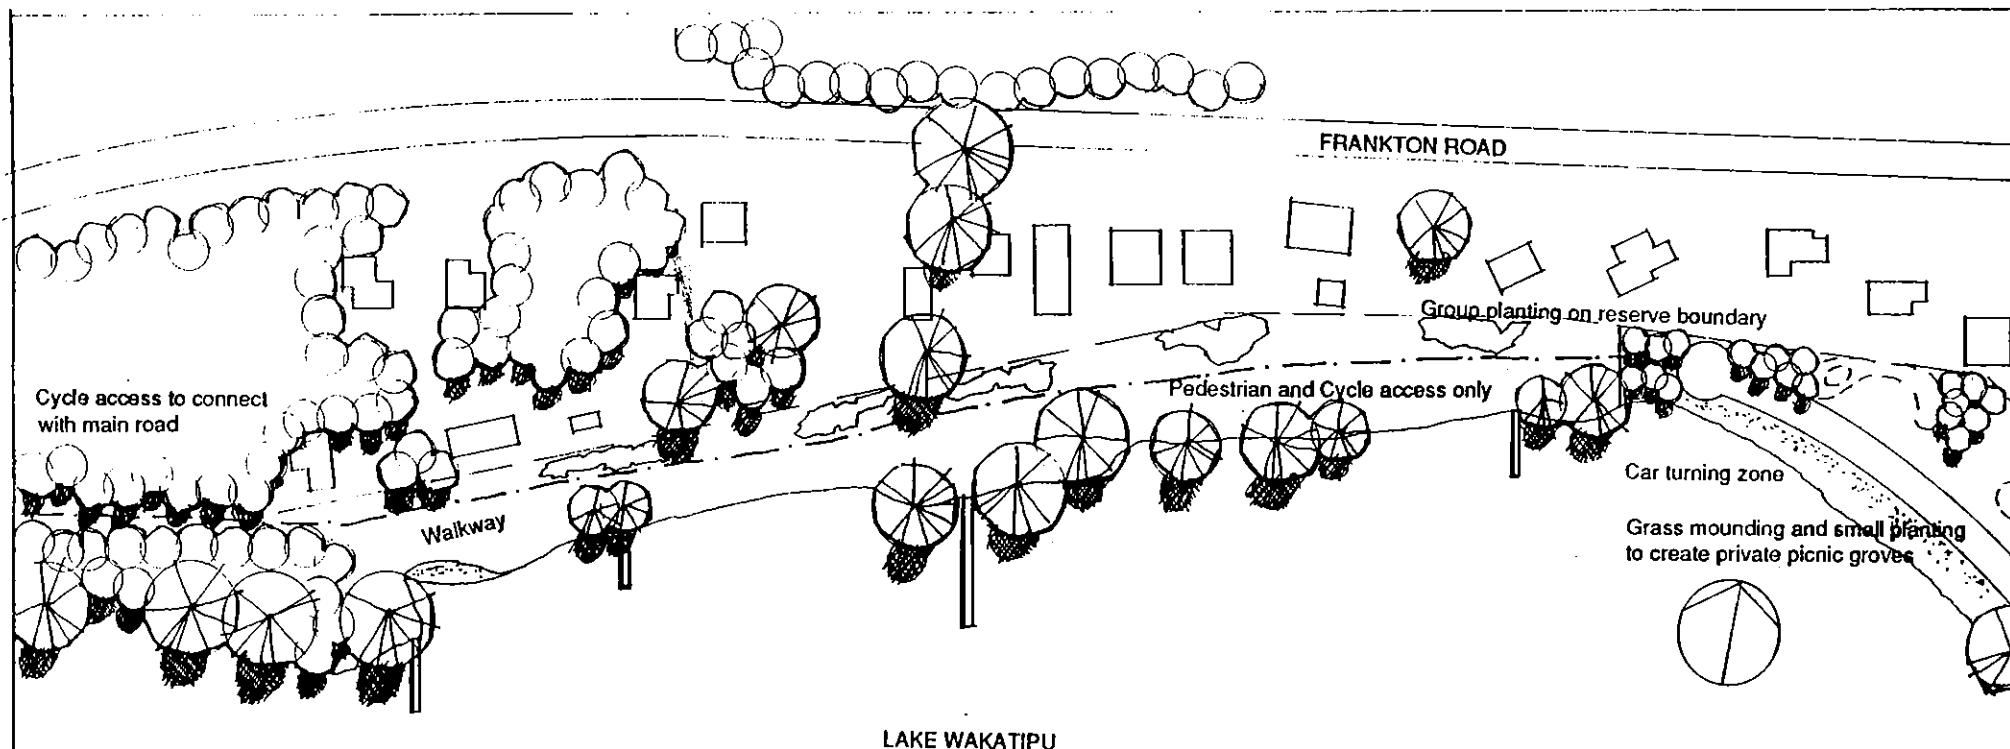 FRANKTON ROAD
Group planting on reserve boundary
Cycle access to connect
with main road
Pedestrian and Cycle access only
Walkway
Car turning zone
Grass mounding and small planting
to create private picnic groves
LAKE WAKATIPU